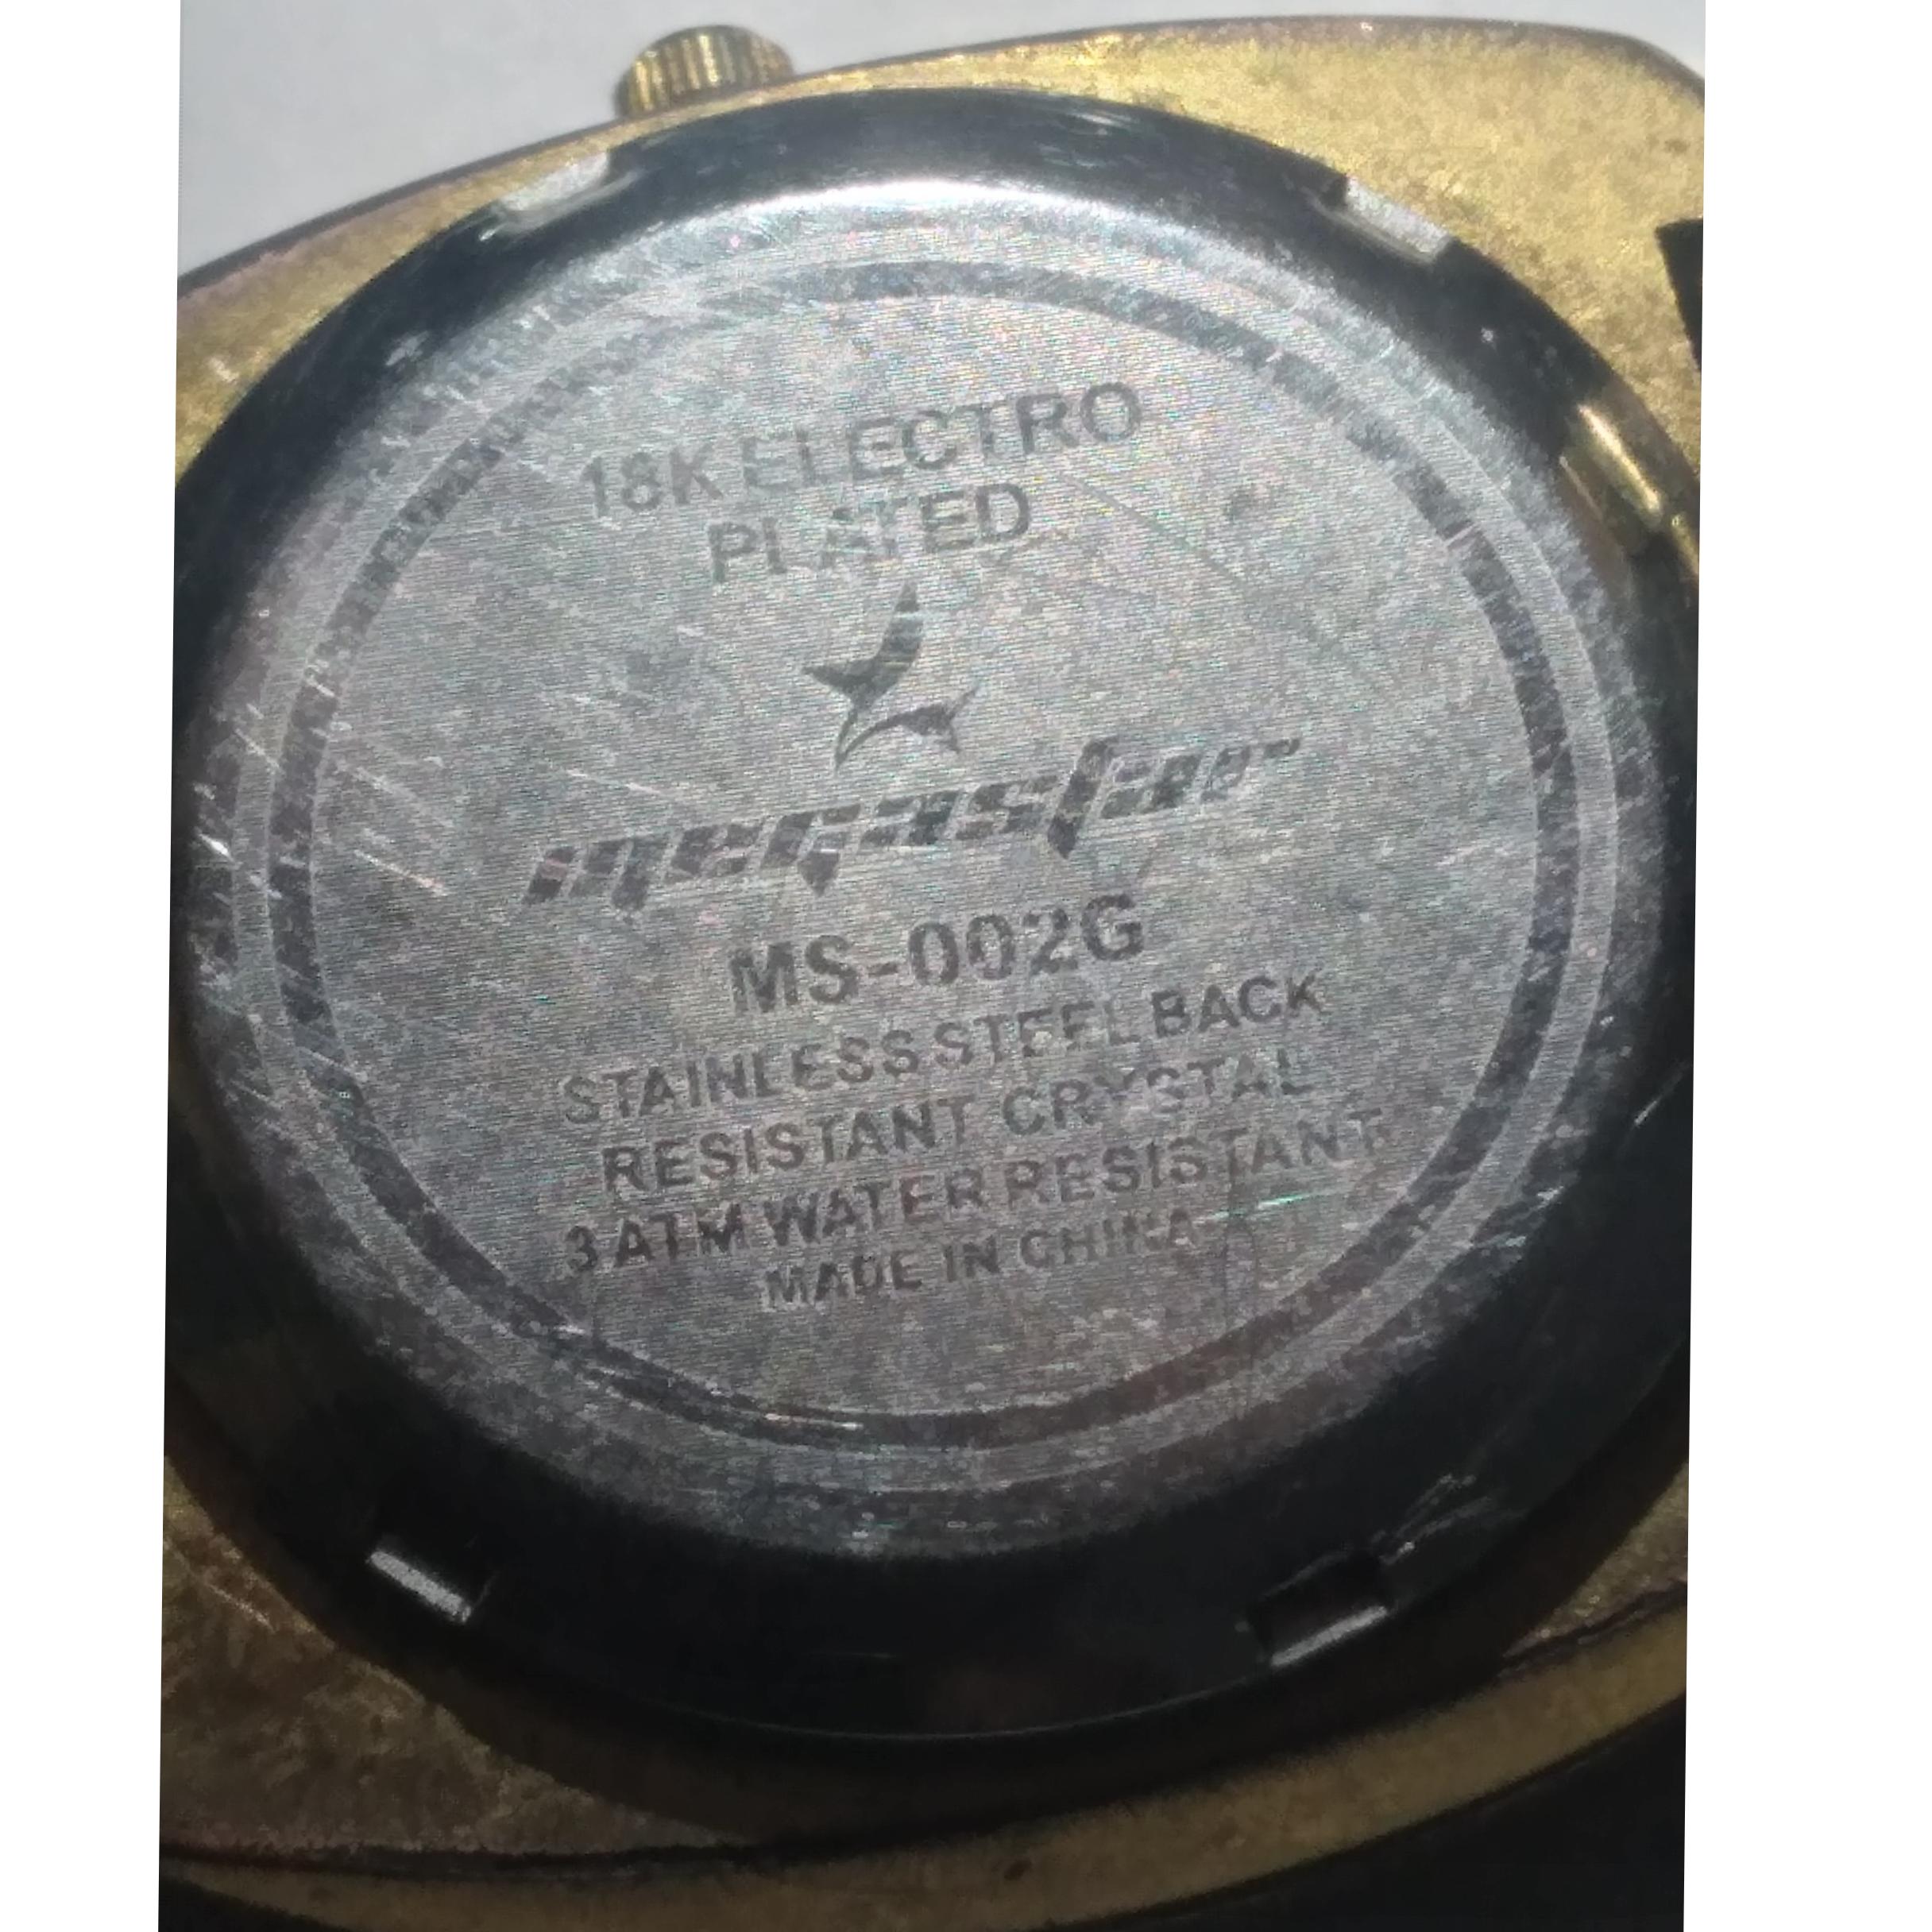 18K ELECTRO
PLATED
megastar
MS-002G
STAINLESS STEEL BACK
RESISTANT CRYSTAL
3 ATM WATER RESISTANT
MADE IN CHINA